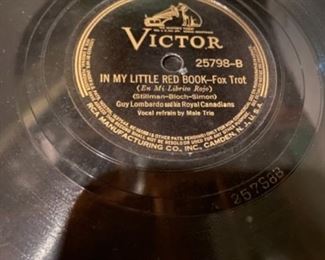 VICTOR
25798-B
IN MY LITTLE RED BOOK—Fox Trot
(En Mi Librito Rojo)
(Stillman-Bloch-Simon)
Guy Lombardo and his Royal Canadians
Vocal refrain by Male Trio
RCA MANUFACTURING CO., INC. CAMDEN, N.J., U.S.A.
25798B